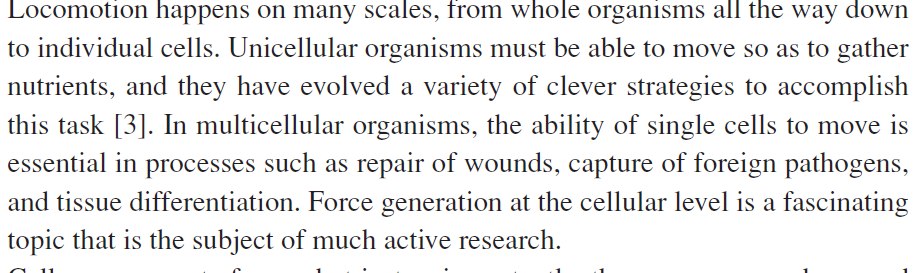 Locomotion happens on many scales, from whole organisms all the way down
to individual cells. Unicellular organisms must be able to move so as to gather
nutrients, and they have evolved a variety of clever strategies to accomplish
this task [3]. In multicellular organisms, the ability of single cells to move is
essential in processes such as repair of wounds, capture of foreign pathogens,
and tissue differentiation. Force generation at the cellular level is a fascinating
topic that is the subject of much active research.